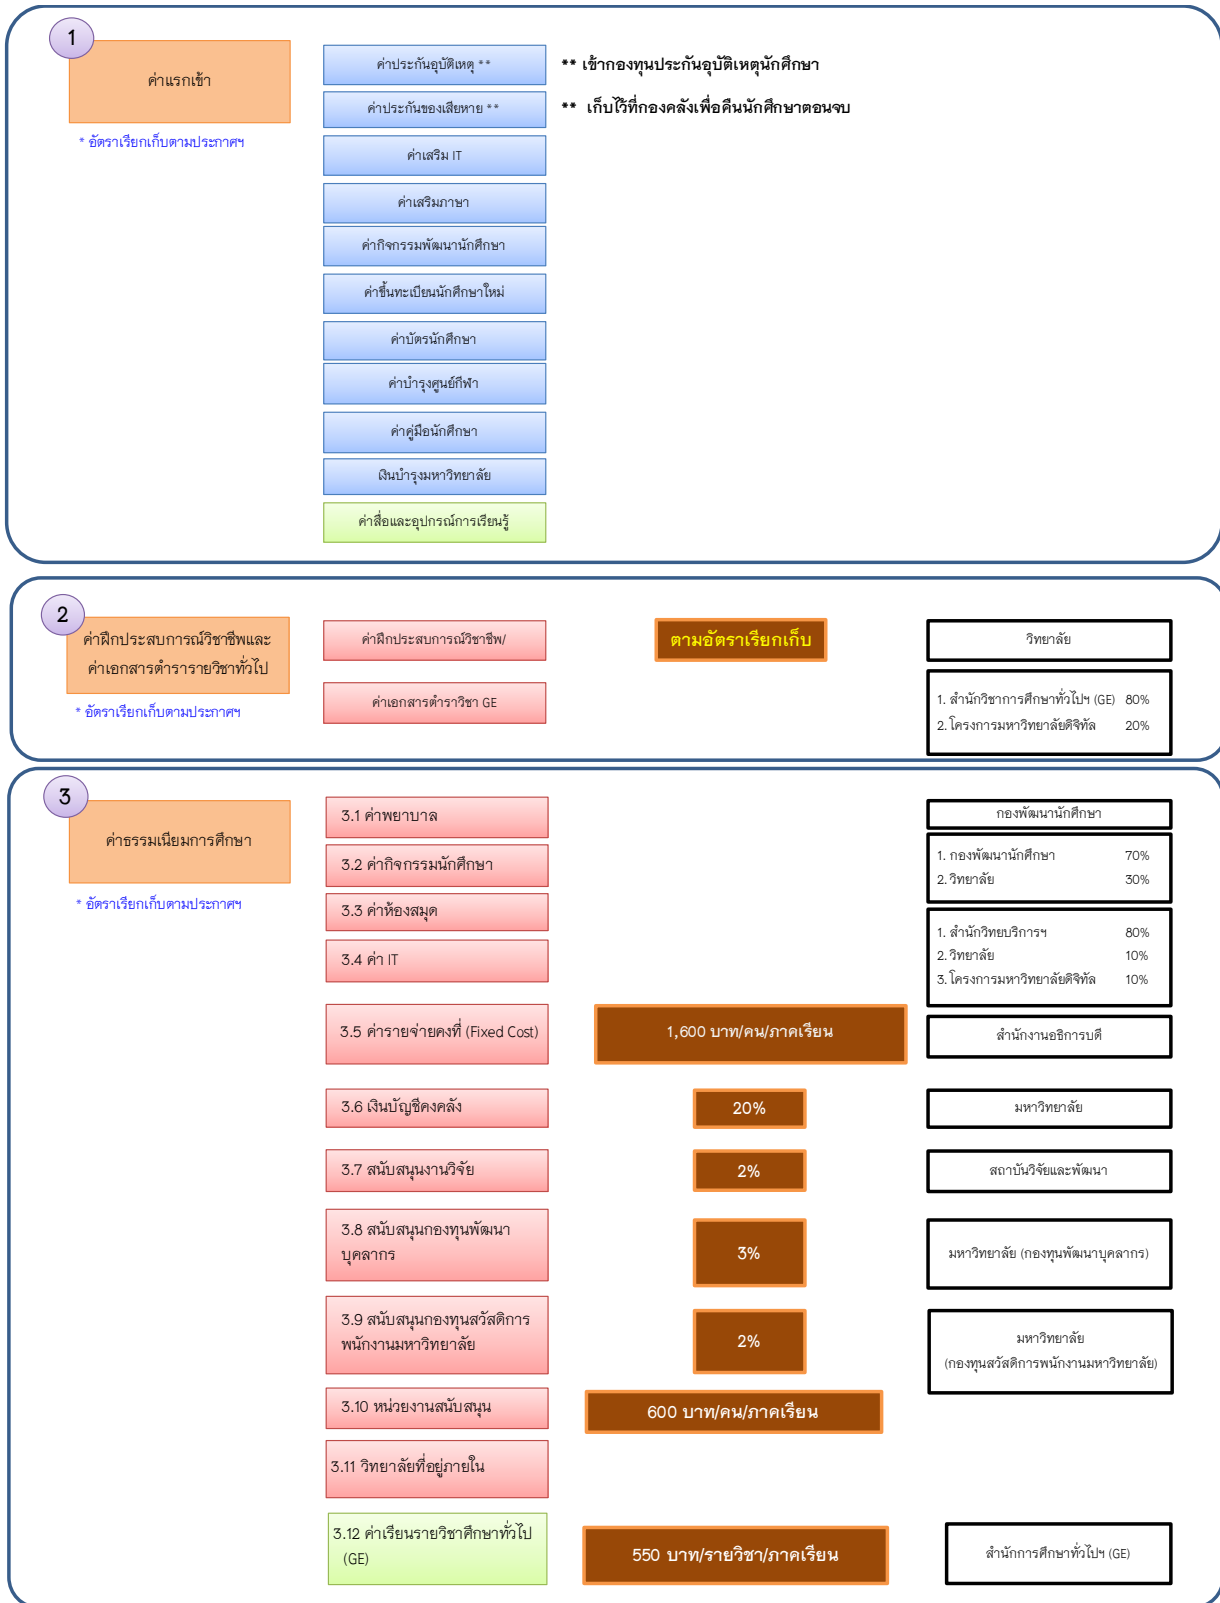 1
ค่าแรกเข้า
* อัตราเรียกเก็บตามประกาศฯ
ค่าประกันอุบัติเหตุ **
** เข้ากองทุนประกันอุบัติเหตุนักศึกษา
ค่าประกันของเสียหาย **
** เก็บไว้ที่กองคลังเพื่อคืนนักศึกษาตอนจบ
ค่าเสริม IT
ค่าเสริมภาษา
ค่ากิจกรรมพัฒนานักศึกษา
ค่าขึ้นทะเบียนนักศึกษาใหม่
ค่าบัตรนักศึกษา
ค่าบำรุงศูนย์กีฬา
ค่าคู่มือนักศึกษา
เงินบำรุงมหาวิทยาลัย
ค่าสื่อและอุปกรณ์การเรียนรู้
2
ค่าฝึกประสบการณ์วิชาชีพและ
ค่าเอกสารตำรารายวิชาทั่วไป
* อัตราเรียกเก็บตามประกาศฯ
ค่าฝึกประสบการณ์วิชาชีพ/
ตามอัตราเรียกเก็บ
วิทยาลัย
ค่าเอกสารตำราวิชา GE
1. สำนักวิชาการศึกษาทั่วไปฯ (GE) 80%
2. โครงการมหาวิทยาลัยดิจิทัล 20%
3
ค่าธรรมเนียมการศึกษา
* อัตราเรียกเก็บตามประกาศฯ
3.1 ค่าพยาบาล
กองพัฒนานักศึกษา
3.2 ค่ากิจกรรมนักศึกษา
1. กองพัฒนานักศึกษา 70%
2. วิทยาลัย 30%
3.3 ค่าห้องสมุด
3.4 ค่า IT
1. สำนักวิทยบริการฯ 80%
2. วิทยาลัย 10%
3. โครงการมหาวิทยาลัยดิจิทัล 10%
3.5 ค่ารายจ่ายคงที่ (Fixed Cost)
1,600 บาท/คน/ภาคเรียน
สำนักงานอธิการบดี
3.6 เงินบัญชีคงคลัง
20%
มหาวิทยาลัย
3.7 สนับสนุนงานวิจัย
2%
สถาบันวิจัยและพัฒนา
3.8 สนับสนุนกองทุนพัฒนา
บุคลากร
3%
มหาวิทยาลัย (กองทุนพัฒนาบุคลากร)
3.9 สนับสนุนกองทุนสวัสดิการ
พนักงานมหาวิทยาลัย
2%
มหาวิทยาลัย
(กองทุนสวัสดิการพนักงานมหาวิทยาลัย)
3.10 หน่วยงานสนับสนุน
600 บาท/คน/ภาคเรียน
3.11 วิทยาลัยที่อยู่ภายใน
3.12 ค่าเรียนรายวิชาศึกษาทั่วไป
(GE)
550 บาท/รายวิชา/ภาคเรียน
สำนักการศึกษาทั่วไปฯ (GE)